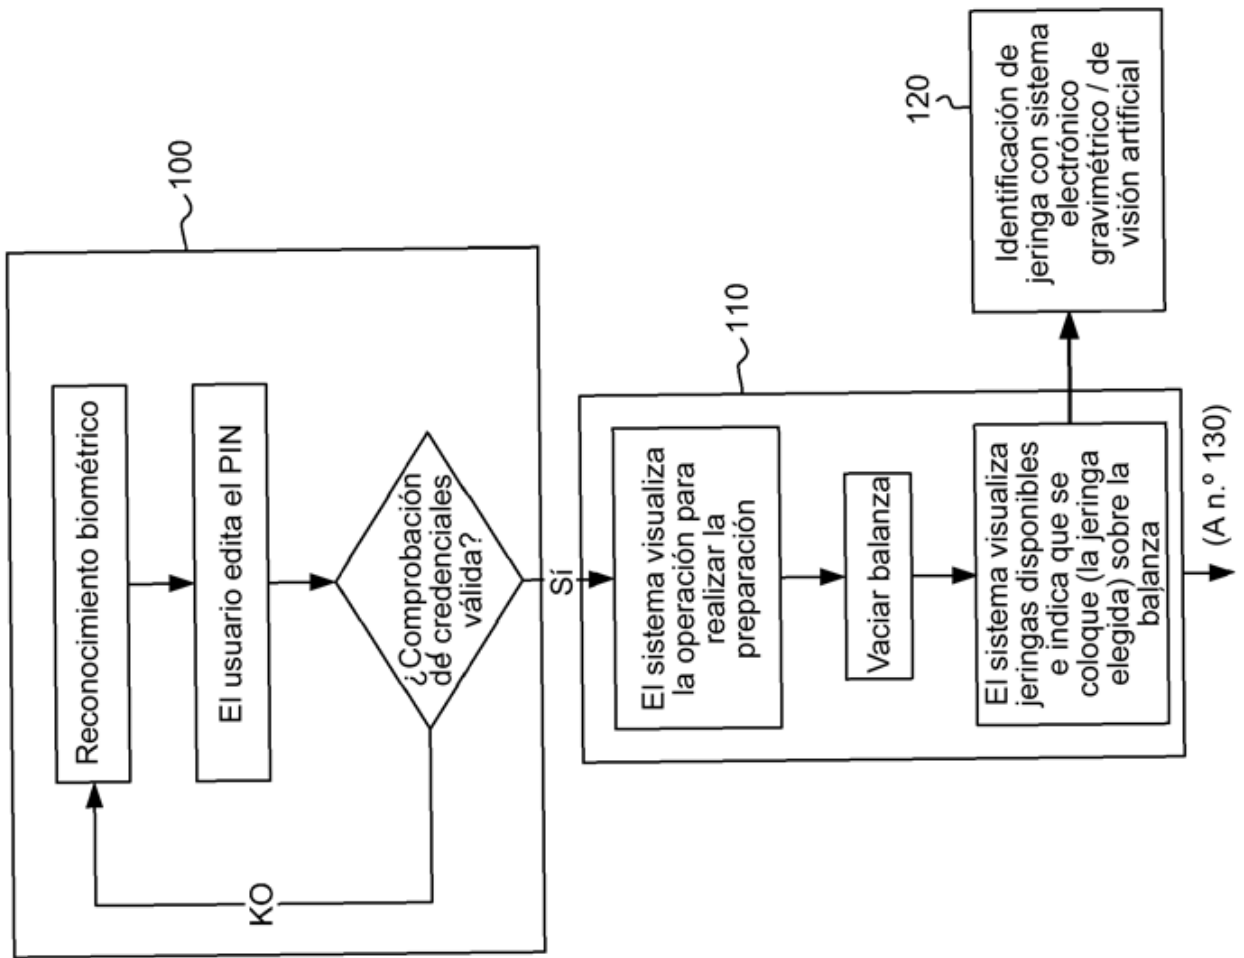 100
Reconocimiento biométrico
El usuario edita el PIN
¿Comprobación
de credenciales
válida?
KO
Sí
110
El sistema visualiza
la operación para
realizar la
preparación
Vaciar balanza
El sistema visualiza
jeringas disponibles
e indica que se
coloque (la jeringa
elegida) sobre la
balanza
120
Identificación de
jeringa con sistema
electrónico
gravimétrico / de
visión artificial
(A n.º 130)